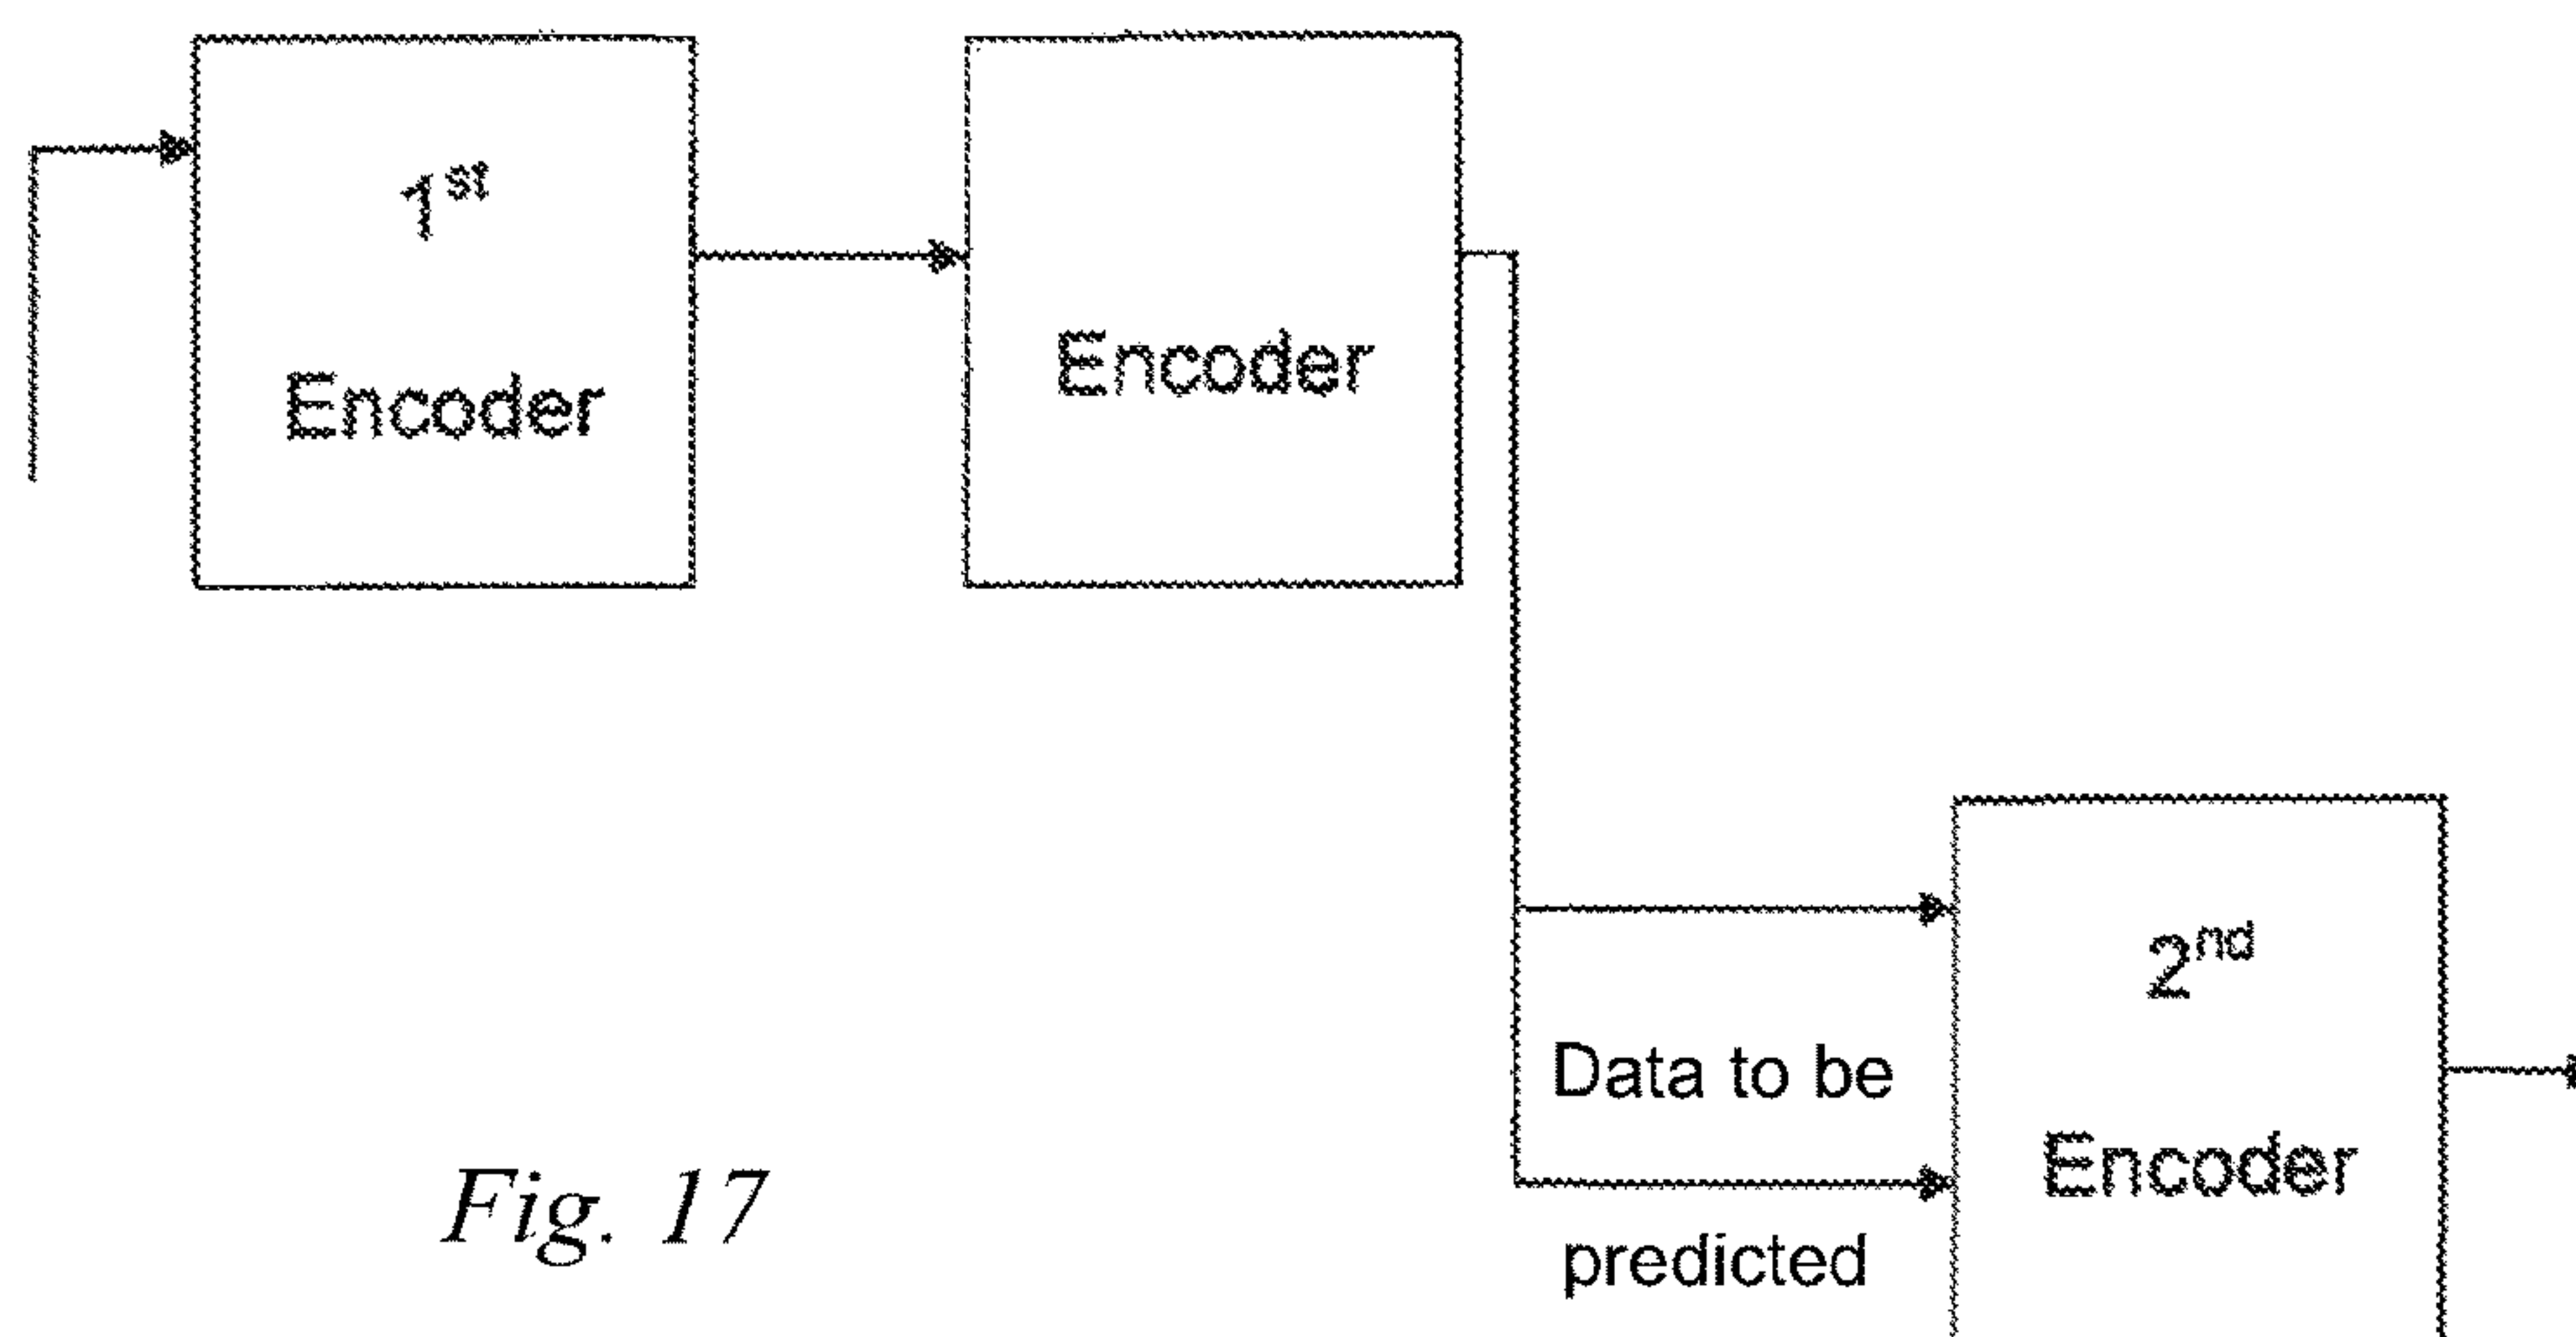 1st
Encoder
Encoder
2nd
Data to be
Encoder
predicted
Fig. 17